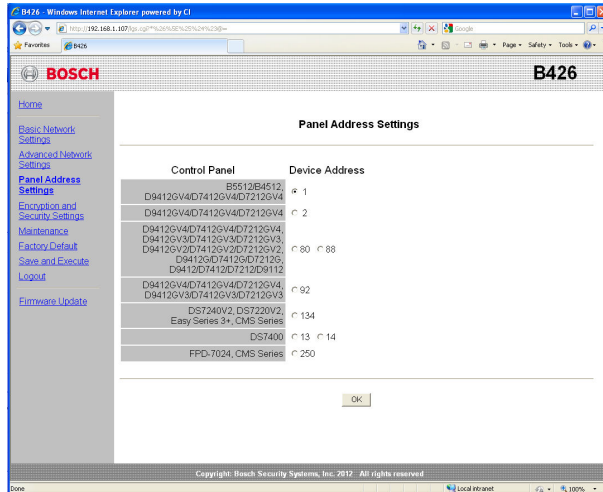 B426 - Windows Internet Explorer powered by CI
http://192.168.1.107/
Google
Favorites
B426
Page
Safety
Tools
BOSCH
B426
Home
Basic Network
Settings
Advanced Network
Settings
Panel Address
Settings
Encryption and
Security Settings
Maintenance
Factory Default
Save and Execute
Logout
Firmware Update
Panel Address Settings
Control Panel Device Address
B5512/B4512,
D9412GV4/D7412GV4/D7212GV4
1
D9412GV4/D7412GV4/D7212GV4 2
D9412GV4/D7412GV4/D7212GV4,
D9412GV3/D7412GV3/D7212GV3,
D9412GV2/D7412GV2/D7212GV2,
D9412G/D7412G/D7212G,
D9412/D7412/D7212/D9112
80 88
D9412GV4/D7412GV4/D7212GV4,
D9412GV3/D7412GV3/D7212GV3
92
DS7240V2, DS7220V2,
Easy Series 3+, CMS Series
134
DS7400 13 14
FPD-7024, CMS Series 250
OK
Copyright: Bosch Security Systems, Inc. 2012 All rights reserved
Done
Local intranet
100%